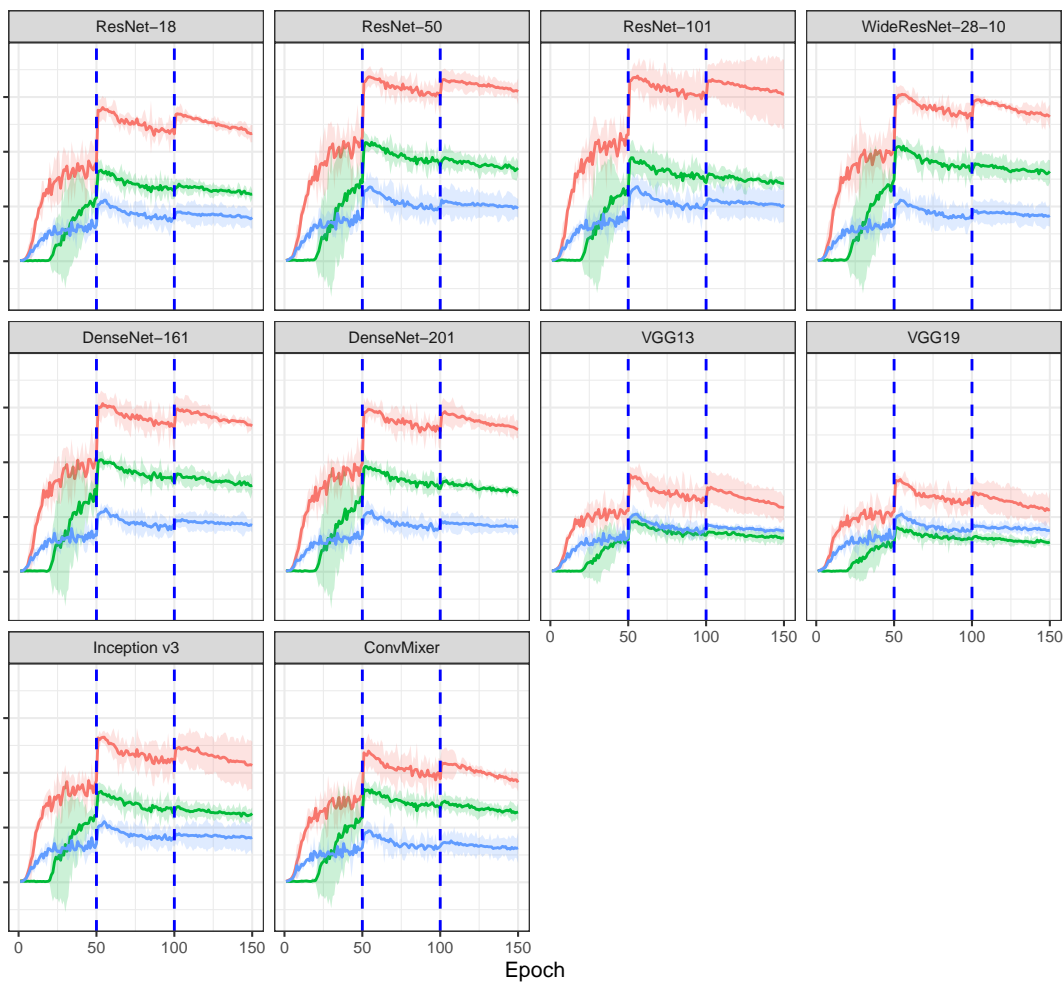 ResNet−18 ResNet−50 ResNet−101 WideResNet−28−10
DenseNet−161 DenseNet−201 VGG13 VGG19
0 50 100 150 0 50 100 150
Inception v3 ConvMixer
0 50 100 150 0 50 100 150
Epoch